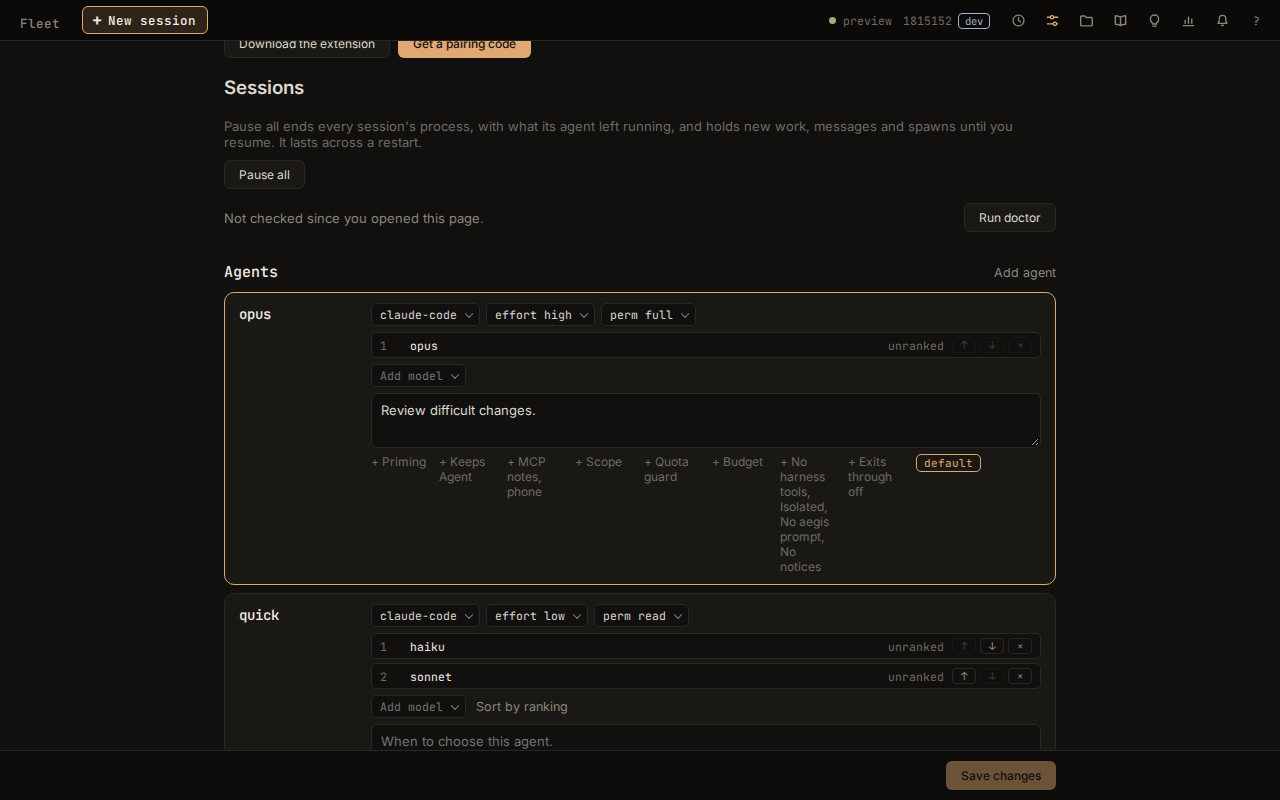 Fleet
+ New session
preview 1815152 dev
?
Download the extension
Get a pairing code
Sessions
Pause all ends every session's process, with what its agent left running, and holds new work, messages and spawns until you
resume. It lasts across a restart.
Pause all
Not checked since you opened this page.
Run doctor
Agents
Add agent
opus
claude-code
effort high
perm full
1 opus
unranked ↑ ↓ ×
Add model
Review difficult changes.
+ Priming
+ Keeps
Agent
+ MCP
notes,
phone
+ Scope
+ Quota
guard
+ Budget
+ No
harness
tools,
Isolated,
No aegis
prompt,
No
notices
+ Exits
through
off
default
quick
claude-code
effort low
perm read
1 haiku
unranked ↑ ↓ ×
2 sonnet
unranked ↑ ↓ ×
Add model
Sort by ranking
When to choose this agent.
Save changes